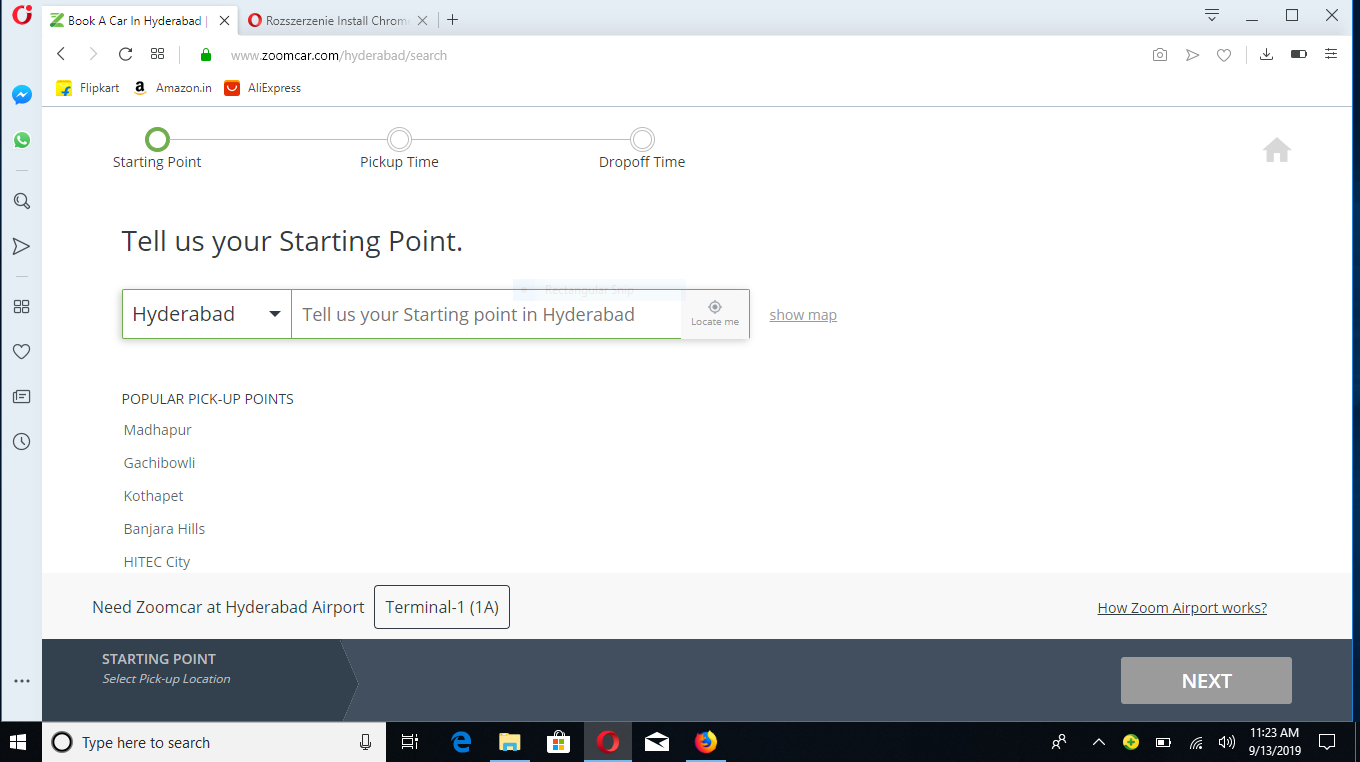 Book A Car In Hyderabad |
Rozszerzenie Install Chrome
www.zoomcar.com/hyderabad/search
Flipkart
Amazon.in
AliExpress
Starting Point
Pickup Time
Dropoff Time
Tell us your Starting Point.
Rectangular Snip
Hyderabad
Tell us your Starting point in Hyderabad
Locate me
show map
POPULAR PICK-UP POINTS
Madhapur
Gachibowli
Kothapet
Banjara Hills
HITEC City
Need Zoomcar at Hyderabad Airport
Terminal-1 (1A)
How Zoom Airport works?
STARTING POINT
Select Pick-up Location
NEXT
Type here to search
11:23 AM
9/13/2019